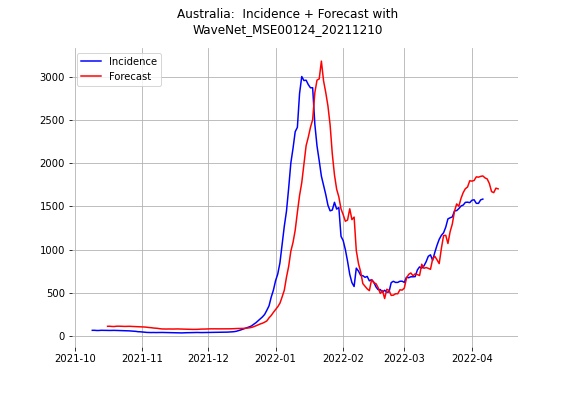 Australia:  Incidence + Forecast with
WaveNet_MSE00124_20211210
Incidence
Forecast
3000
2500
2000
1500
1000
500
0
2021-10 2021-11 2021-12 2022-01 2022-02 2022-03 2022-04